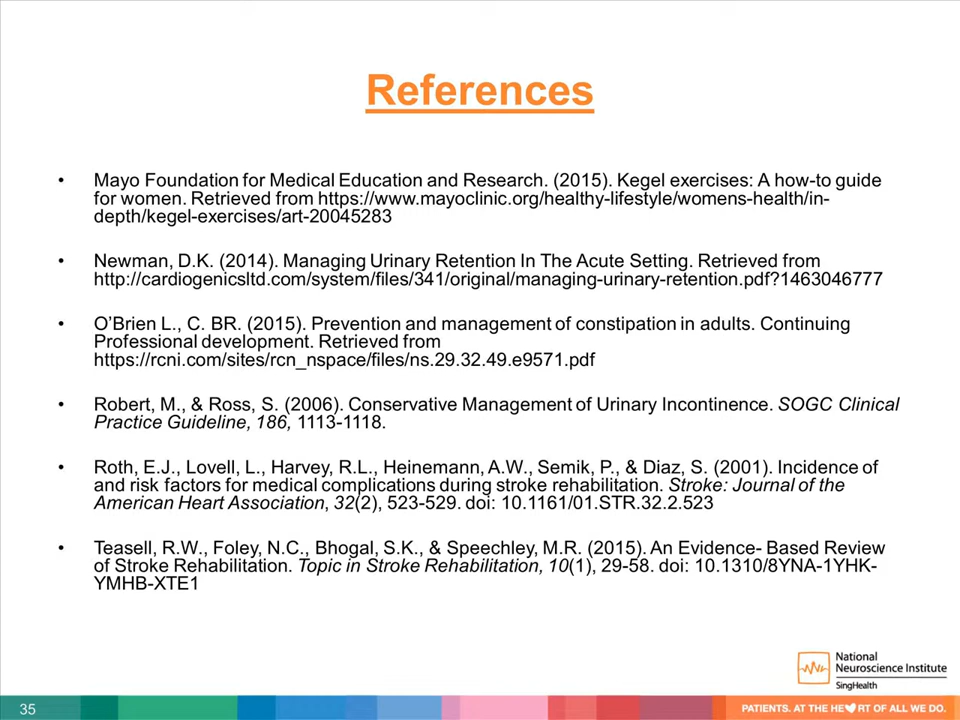 References
• Mayo Foundation for Medical Education and Research. (2015). Kegel exercises: A how-to guide
for women. Retrieved from https://www.mayoclinic.org/healthy-lifestyle/womens-health/in-
depth/kegel-exercises/art-20045283
• Newman, D.K. (2014). Managing Urinary Retention In The Acute Setting. Retrieved from
http://cardiogenicsltd.com/system/files/341/original/managing-urinary-retention.pdf?1463046777
• O’Brien L., C. BR. (2015). Prevention and management of constipation in adults. Continuing
Professional development. Retrieved from
https://rcni.com/sites/rcn_nspace/files/ns.29.32.49.e9571.pdf
• Robert, M., & Ross, S. (2006). Conservative Management of Urinary Incontinence. SOGC Clinical
Practice Guideline, 186, 1113-1118.
• Roth, E.J., Lovell, L., Harvey, R.L., Heinemann, A.W., Semik, P., & Diaz, S. (2001). Incidence of
and risk factors for medical complications during stroke rehabilitation. Stroke: Journal of the
American Heart Association, 32(2), 523-529. doi: 10.1161/01.STR.32.2.523
• Teasell, R.W., Foley, N.C., Bhogal, S.K., & Speechley, M.R. (2015). An Evidence- Based Review
of Stroke Rehabilitation. Topic in Stroke Rehabilitation, 10(1), 29-58. doi: 10.1310/8YNA-1YHK-
YMHB-XTE1
National
Neuroscience Institute
SingHealth
35
PATIENTS. AT THE HE♥RT OF ALL WE DO.